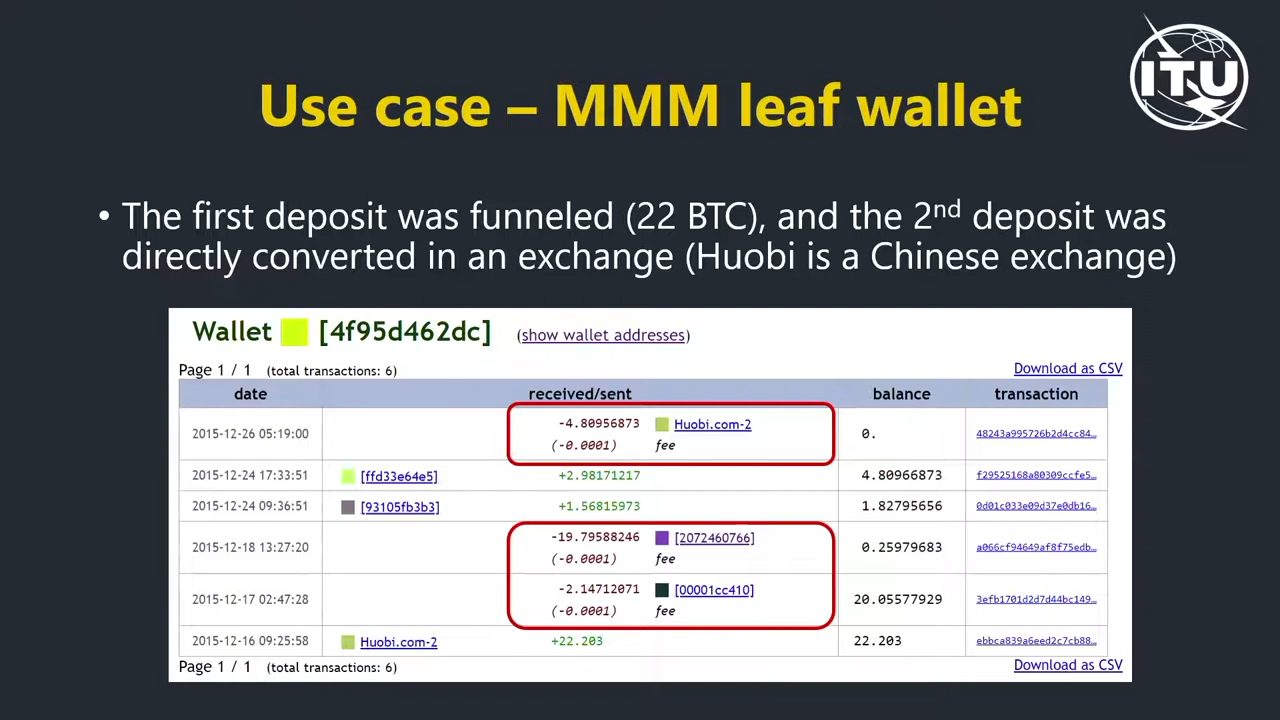 ITU
Use case – MMM leaf wallet
• The first deposit was funneled (22 BTC), and the 2nd deposit was
directly converted in an exchange (Huobi is a Chinese exchange)
Wallet [4f95d462dc] (show wallet addresses)
Page 1 / 1 (total transactions: 6) Download as CSV
date received/sent balance transaction
2015-12-26 05:19:00 -4.80956873 Huobi.com-2 0. 48243a995726b2d4cc84…
(-0.0001) fee
2015-12-24 17:33:51 [ffd33e64e5] +2.98171217 4.80966873 f29525168a80309ccfe5…
2015-12-24 09:36:51 [93105fb3b3] +1.56815973 1.82795656 0d01c033e09d37e0db16…
2015-12-18 13:27:20 -19.79588246 [2072460766] 0.25979683 a066cf94649af8f75edb…
(-0.0001) fee
2015-12-17 02:47:28 -2.14712071 [00001cc410] 20.05577929 3efb1701d2d7d44bc149…
(-0.0001) fee
2015-12-16 09:25:58 Huobi.com-2 +22.203 22.203 ebbca839a6eed2c7cb88…
Page 1 / 1 (total transactions: 6) Download as CSV